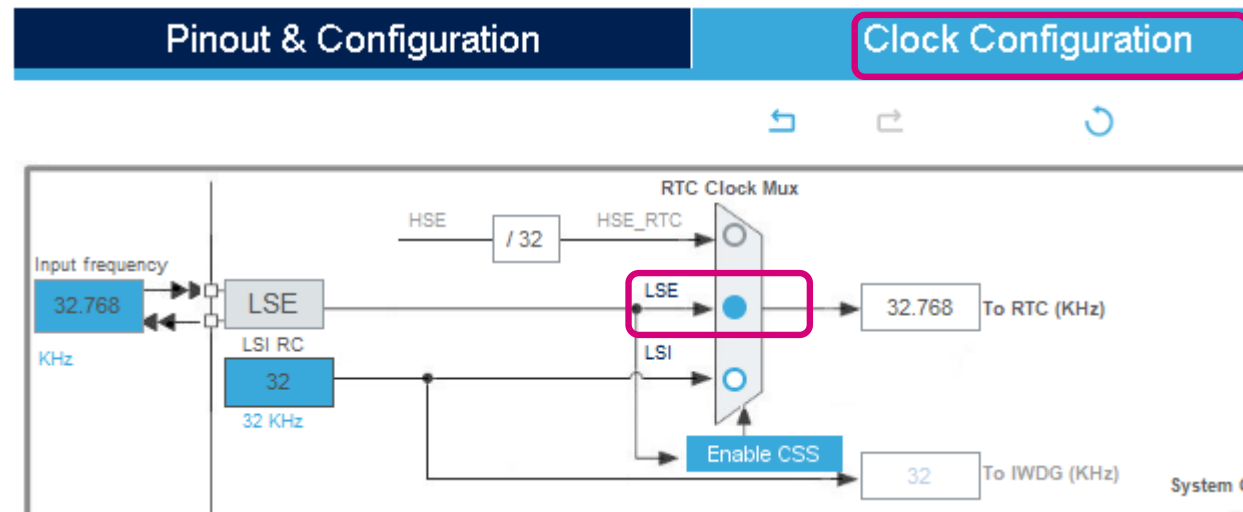 Pinout & Configuration
Clock Configuration
RTC Clock Mux
HSE
/ 32
HSE_RTC
Input frequency
32.768
KHz
LSE
LSE
32.768
To RTC (KHz)
LSI RC
32
32 KHz
LSI
Enable CSS
32
To IWDG (KHz)
System